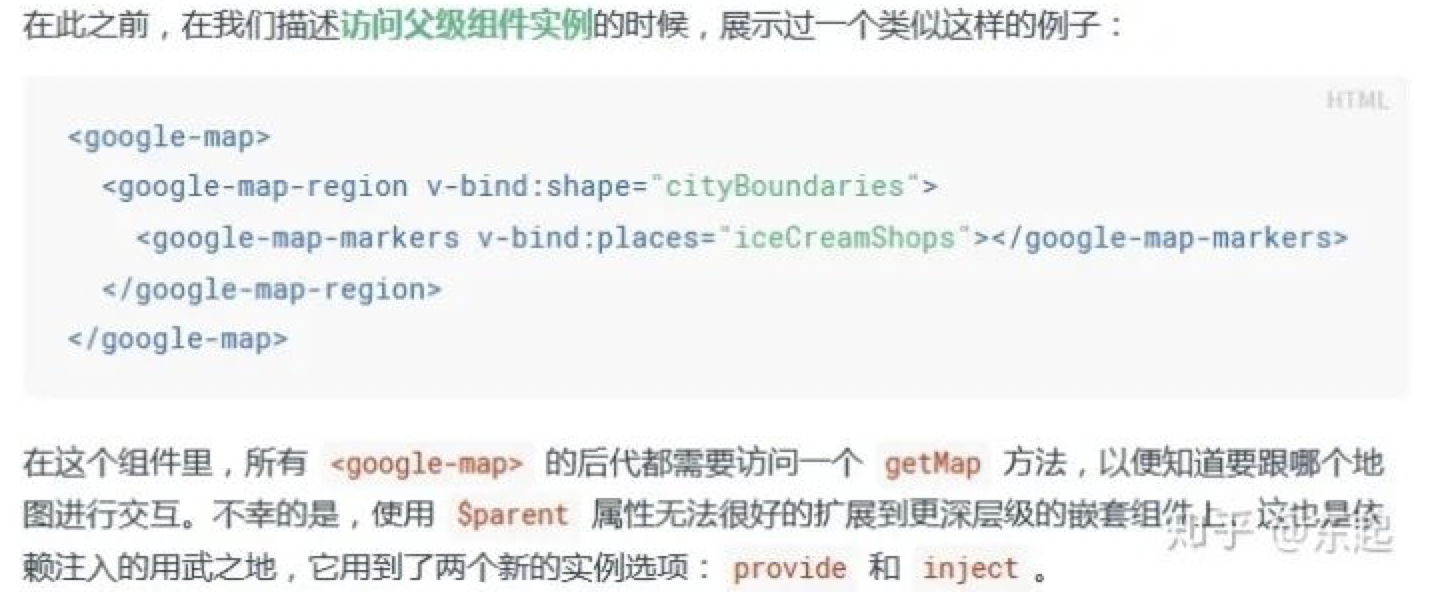 在此之前，在我们描述访问父级组件实例的时候，展示过一个类似这样的例子：
HTML
<google-map>
  <google-map-region v-bind:shape="cityBoundaries">
    <google-map-markers v-bind:places="iceCreamShops"></google-map-markers>
  </google-map-region>
</google-map>
在这个组件里，所有 <google-map> 的后代都需要访问一个 getMap 方法，以便知道要跟哪个地
图进行交互。不幸的是，使用 $parent 属性无法很好的扩展到更深层级的嵌套组件上。这也是依
赖注入的用武之地，它用到了两个新的实例选项：provide 和 inject。
知乎 @东起